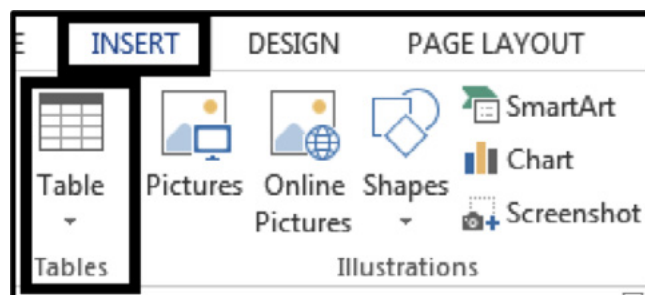 E INSERT DESIGN PAGE LAYOUT
Table
Pictures
Online
Pictures
Shapes
SmartArt
Chart
Screenshot
Tables
Illustrations